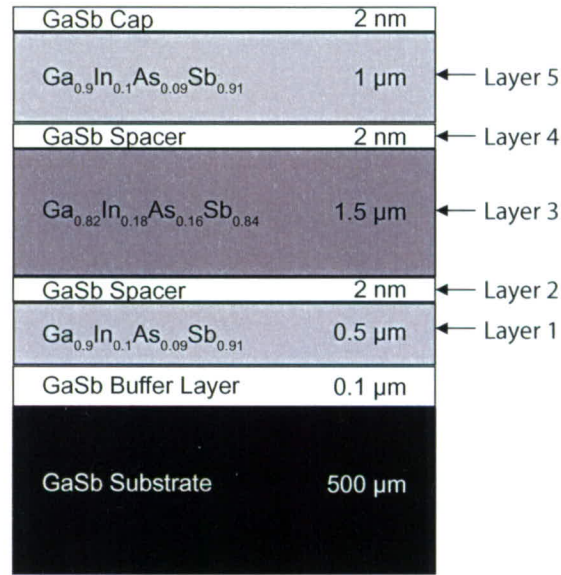 GaSb Cap 2 nm
Ga0.9In0.1As0.09Sb0.91 1 μm ← Layer 5
GaSb Spacer 2 nm ← Layer 4
Ga0.82In0.18As0.16Sb0.84 1.5 μm ← Layer 3
GaSb Spacer 2 nm ← Layer 2
Ga0.9In0.1As0.09Sb0.91 0.5 μm ← Layer 1
GaSb Buffer Layer 0.1 μm
GaSb Substrate 500 μm